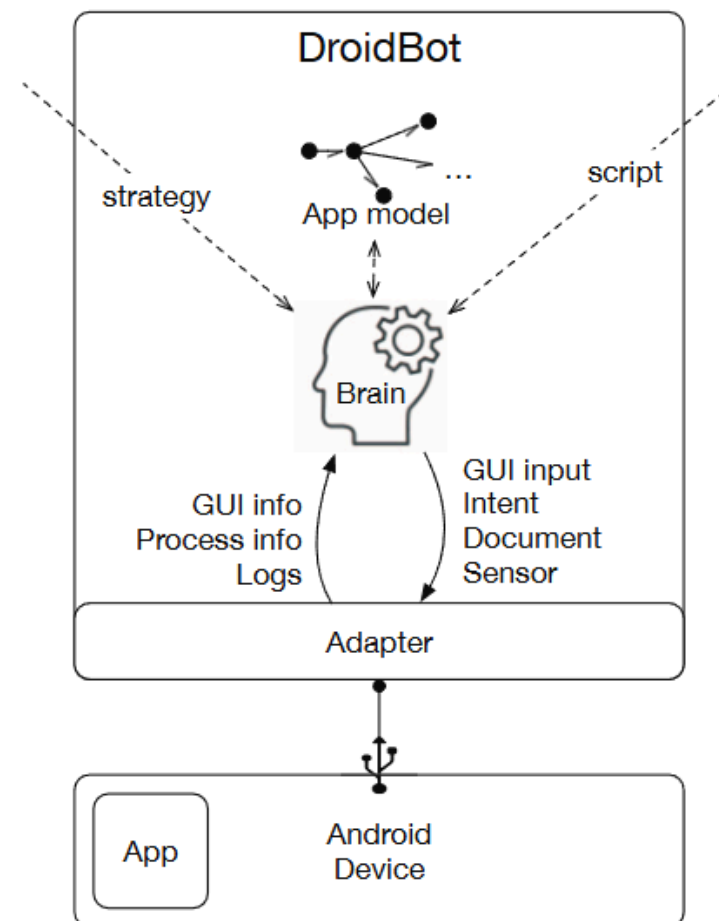 DroidBot
...
strategy
script
App model
Brain
GUI info
Process info
Logs
GUI input
Intent
Document
Sensor
Adapter
App
Android
Device